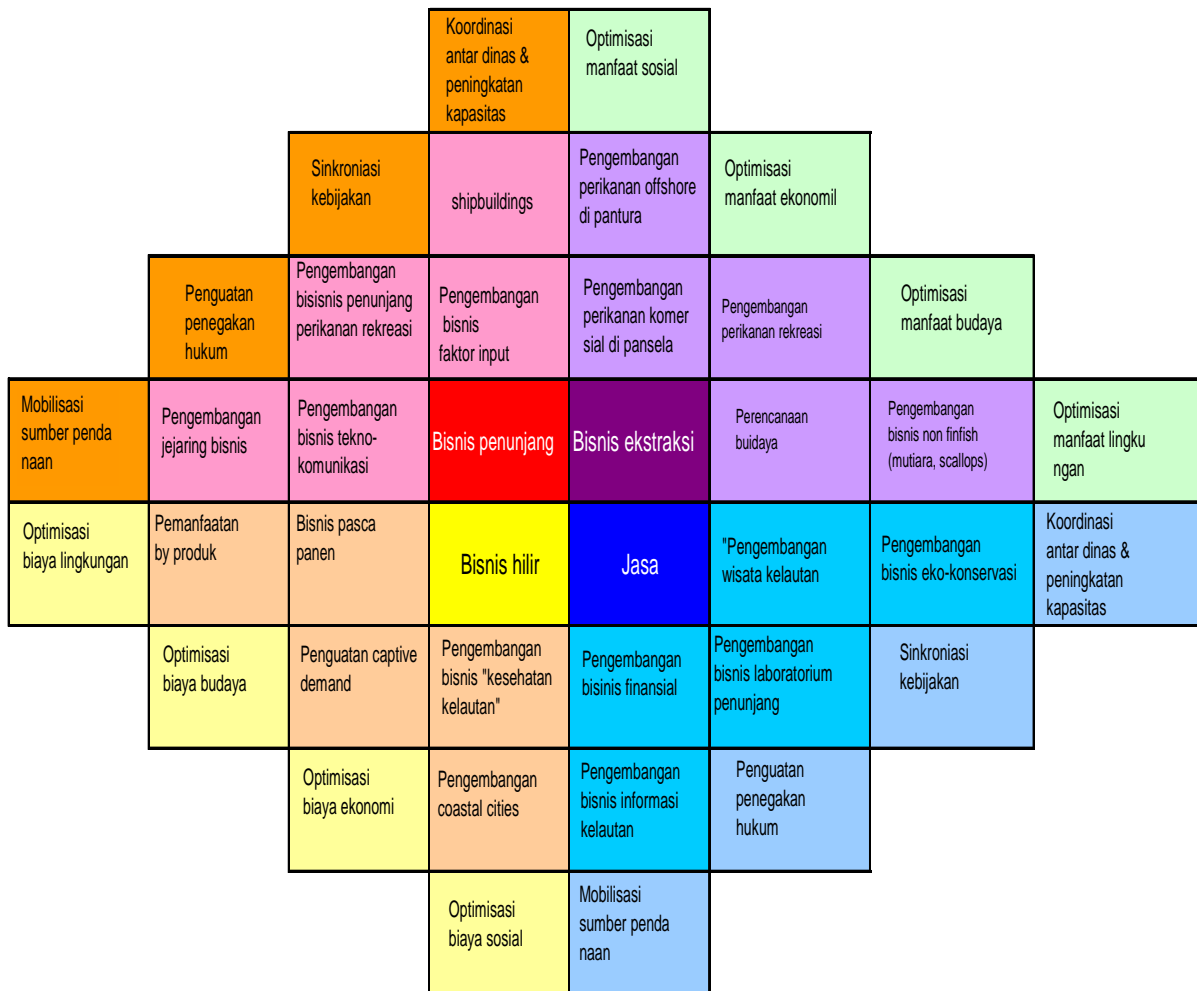 Koordinasi
antar dinas &
peningkatan
kapasitas
Optimisasi
manfaat sosial
Sinkroniasi
kebijakan
shipbuildings
Pengembangan
perikanan offshore
di pantura
Optimisasi
manfaat ekonomil
Penguatan
penegakan
hukum
Pengembangan
bisisnis penunjang
perikanan rekreasi
Pengembangan
bisnis
faktor input
Pengembangan
perikanan komer
sial di pansela
Pengembangan
perikanan rekreasi
Optimisasi
manfaat budaya
Mobilisasi
sumber penda
naan
Pengembangan
jejaring bisnis
Pengembangan
bisnis tekno-
komunikasi
Bisnis penunjang
Bisnis ekstraksi
Perencanaan
buidaya
Pengembangan
bisnis non finfish
(mutiara, scallops)
Optimisasi
manfaat lingku
ngan
Optimisasi
biaya lingkungan
Pemanfaatan
by produk
Bisnis pasca
panen
Bisnis hilir
Jasa
"Pengembangan
wisata kelautan
Pengembangan
bisnis eko-konservasi
Koordinasi
antar dinas &
peningkatan
kapasitas
Optimisasi
biaya budaya
Penguatan captive
demand
Pengembangan
bisnis "kesehatan
kelautan"
Pengembangan
bisinis finansial
Pengembangan
bisnis laboratorium
penunjang
Sinkroniasi
kebijakan
Optimisasi
biaya ekonomi
Pengembangan
coastal cities
Pengembangan
bisnis informasi
kelautan
Penguatan
penegakan
hukum
Optimisasi
biaya sosial
Mobilisasi
sumber penda
naan